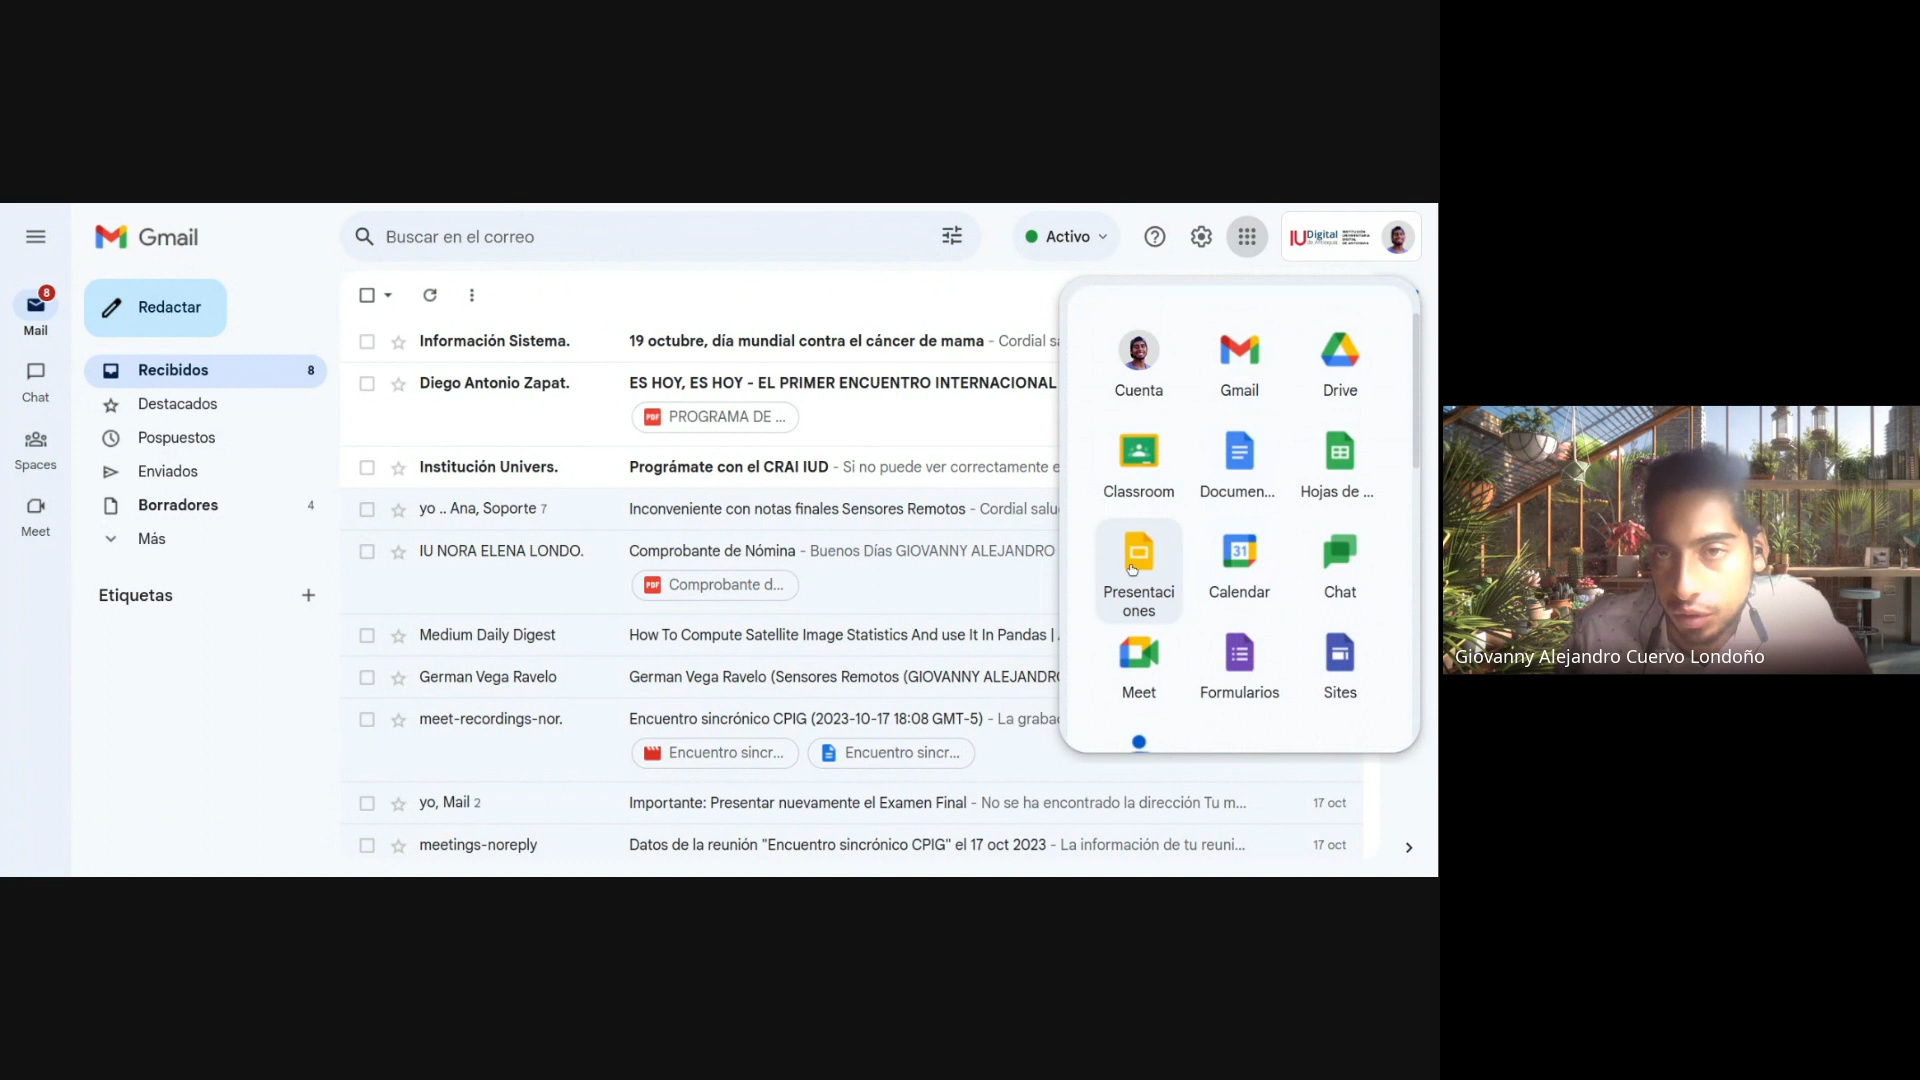 Gmail
Buscar en el correo
Activo
IUDigital
de Antioquia
8
Mail
Chat
Spaces
Meet
Redactar
Recibidos 8
Destacados
Pospuestos
Enviados
Borradores 4
Más
Etiquetas
Información Sistema. 19 octubre, día mundial contra el cáncer de mama - Cordial sa
Diego Antonio Zapat. ES HOY, ES HOY - EL PRIMER ENCUENTRO INTERNACIONAL
PDF PROGRAMA DE ...
Institución Univers. Prográmate con el CRAI IUD - Si no puede ver correctamente e
yo .. Ana, Soporte 7 Inconveniente con notas finales Sensores Remotos - Cordial salu
IU NORA ELENA LONDO. Comprobante de Nómina - Buenos Días GIOVANNY ALEJANDRO
PDF Comprobante d...
Medium Daily Digest How To Compute Satellite Image Statistics And use It In Pandas |
German Vega Ravelo German Vega Ravelo (Sensores Remotos (GIOVANNY ALEJANDRO
meet-recordings-nor. Encuentro sincrónico CPIG (2023-10-17 18:08 GMT-5) - La graba
Encuentro sincr... Encuentro sincr...
yo, Mail 2 Importante: Presentar nuevamente el Examen Final - No se ha encontrado la dirección Tu m... 17 oct
meetings-noreply Datos de la reunión "Encuentro sincrónico CPIG" el 17 oct 2023 - La información de tu reuni... 17 oct
Cuenta Gmail Drive
Classroom Documen... Hojas de ...
31
Presentaci
ones
Calendar Chat
Meet Formularios Sites
Giovanny Alejandro Cuervo Londoño